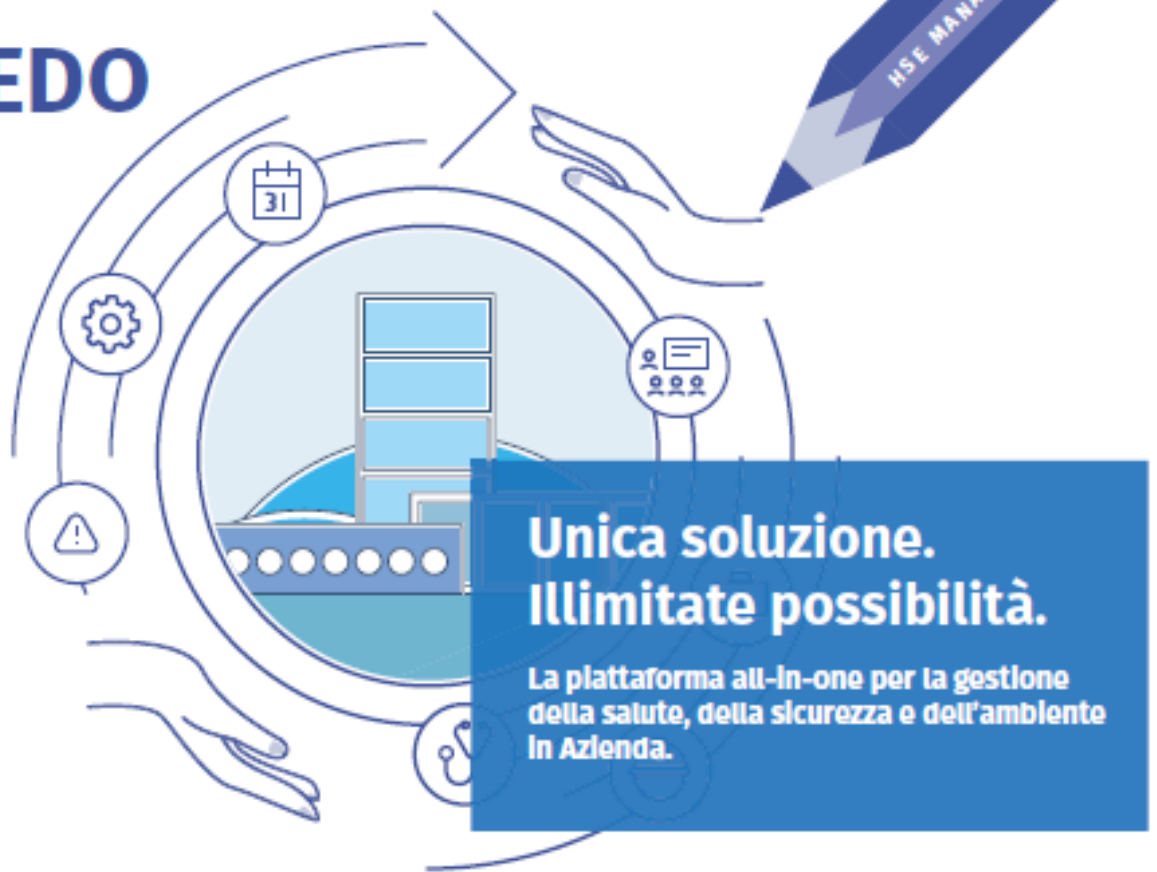 EDO
HSE MANA
31
Unica soluzione.
Illimitate possibilità.
La piattaforma all-in-one per la gestione
della salute, della sicurezza e dell'ambiente
in Azienda.